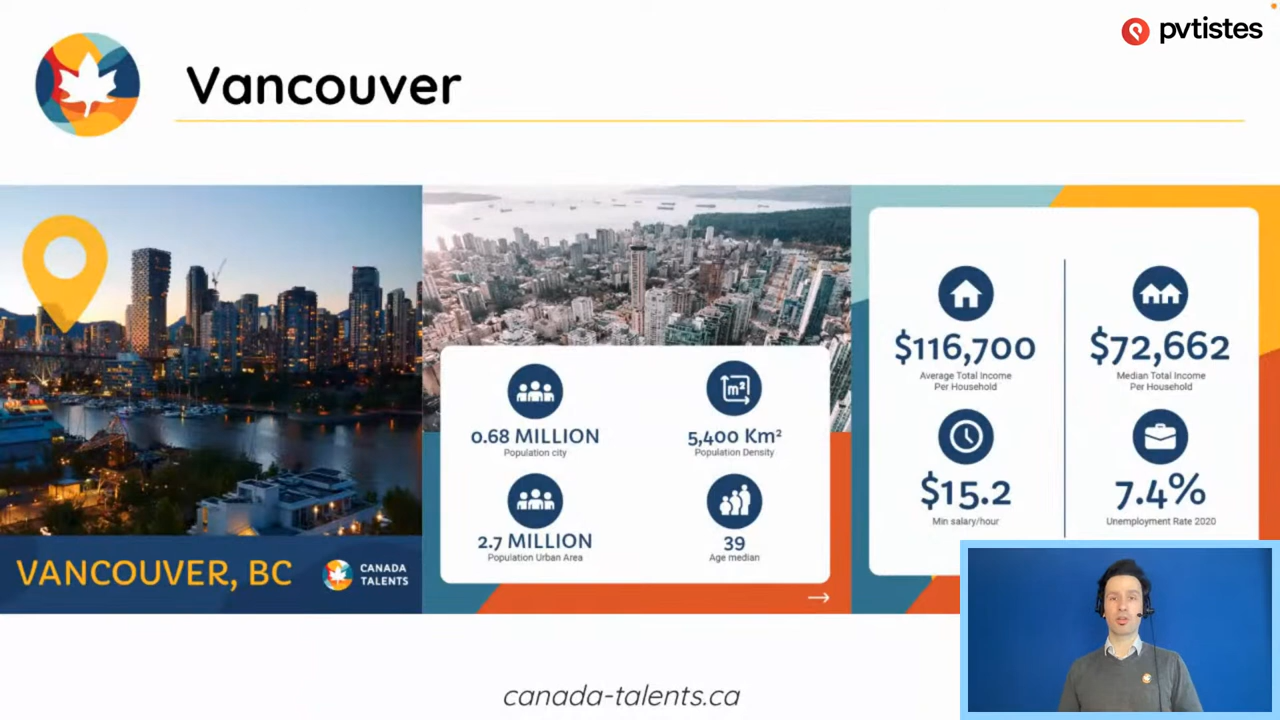 pvtistes
Vancouver
VANCOUVER, BC
CANADA
TALENTS
0.68 MILLION
Population city
5,400 Km²
Population Density
2.7 MILLION
Population Urban Area
39
Age median
$116,700
Average Total Income
Per Household
$72,662
Median Total Income
Per Household
$15.2
Min salary/hour
7.4%
Unemployment Rate 2020
canada-talents.ca